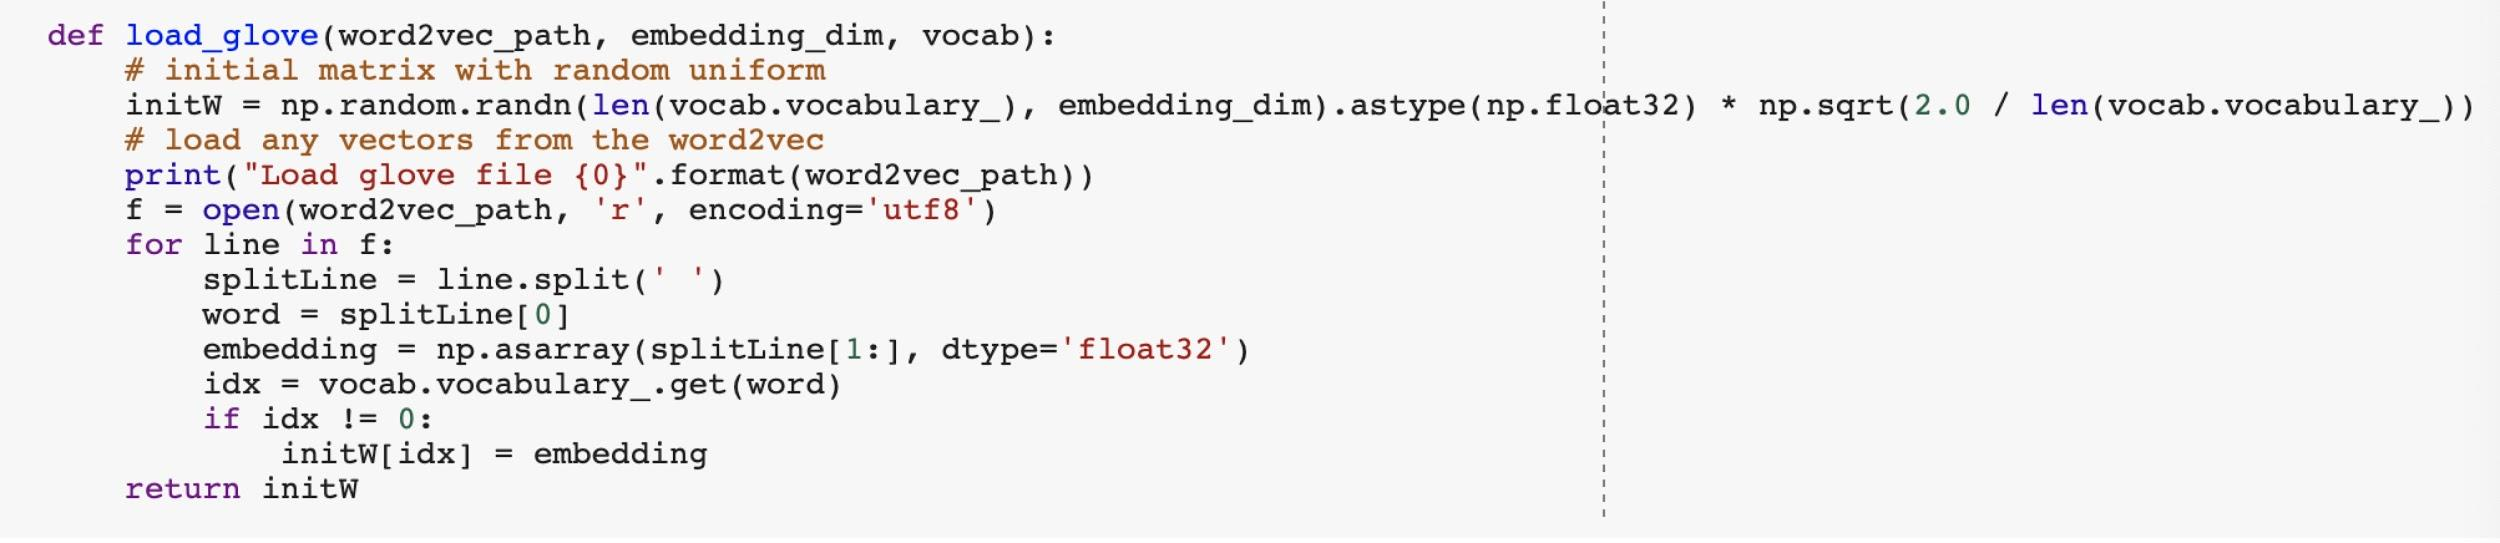 def load_glove(word2vec_path, embedding_dim, vocab):
    # initial matrix with random uniform
    initW = np.random.randn(len(vocab.vocabulary_), embedding_dim).astype(np.float32) * np.sqrt(2.0 / len(vocab.vocabulary_))
    # load any vectors from the word2vec
    print("Load glove file {0}".format(word2vec_path))
    f = open(word2vec_path, 'r', encoding='utf8')
    for line in f:
        splitLine = line.split(' ')
        word = splitLine[0]
        embedding = np.asarray(splitLine[1:], dtype='float32')
        idx = vocab.vocabulary_.get(word)
        if idx != 0:
            initW[idx] = embedding
    return initW